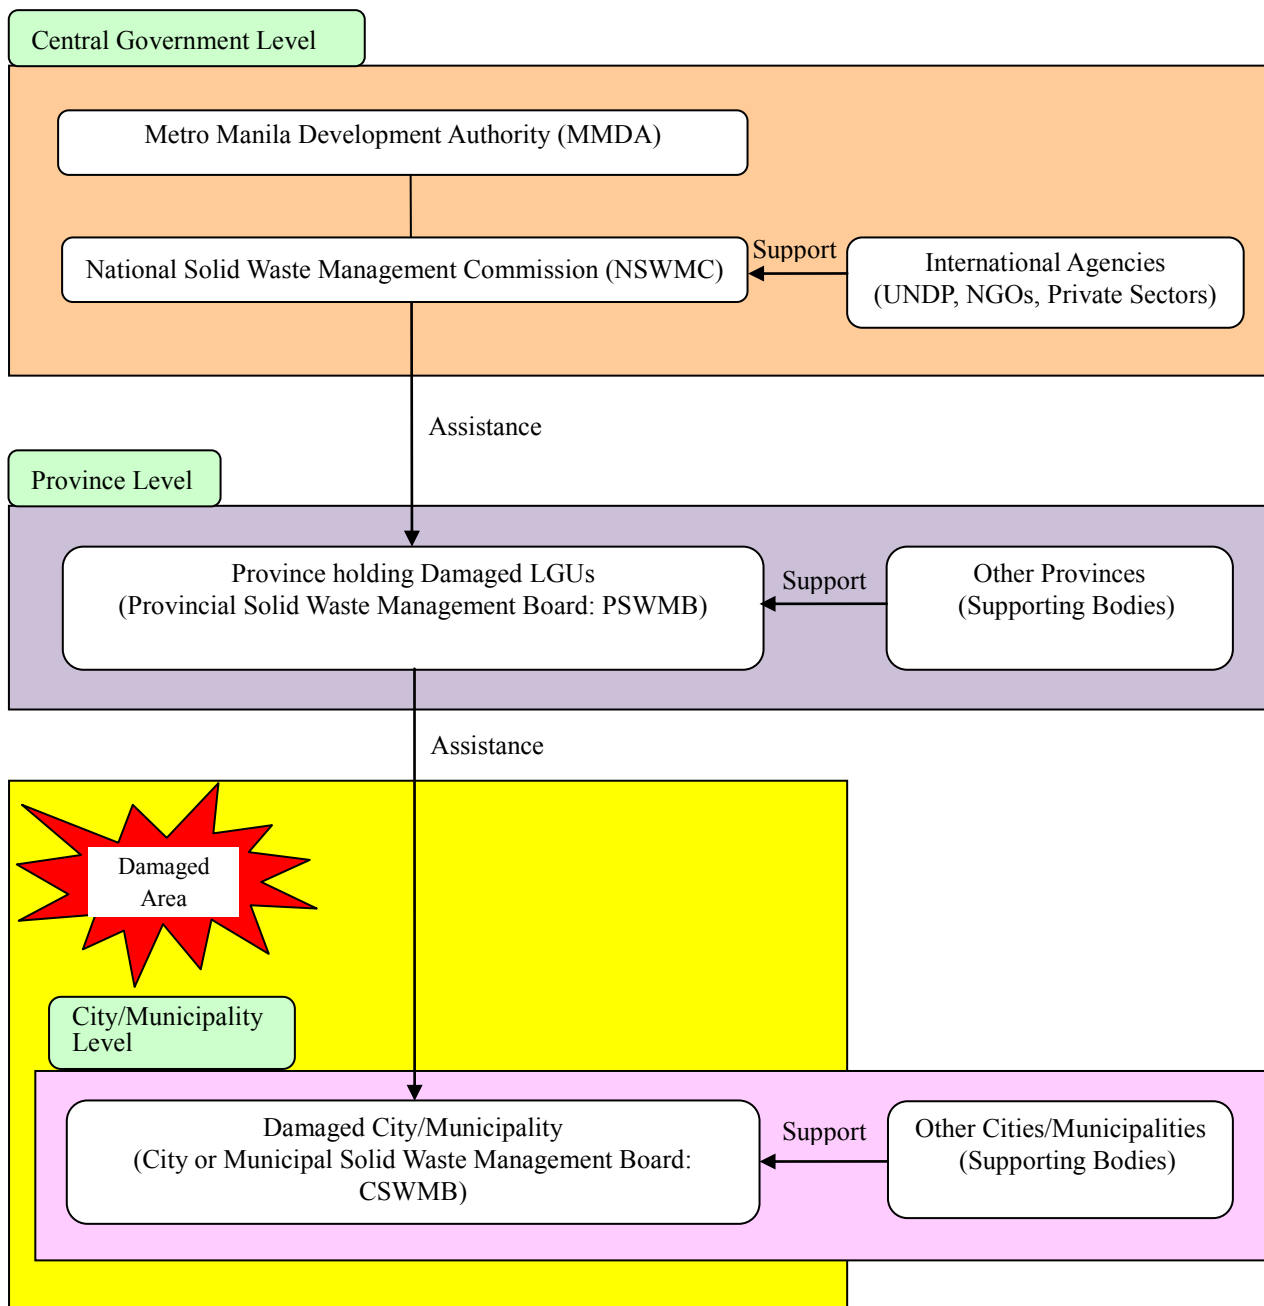 Central Government Level
Metro Manila Development Authority (MMDA)
National Solid Waste Management Commission (NSWMC)
Support
International Agencies
(UNDP, NGOs, Private Sectors)
Assistance
Province Level
Province holding Damaged LGUs
(Provincial Solid Waste Management Board: PSWMB)
Support
Other Provinces
(Supporting Bodies)
Assistance
Damaged
Area
City/Municipality
Level
Damaged City/Municipality
(City or Municipal Solid Waste Management Board:
CSWMB)
Support
Other Cities/Municipalities
(Supporting Bodies)